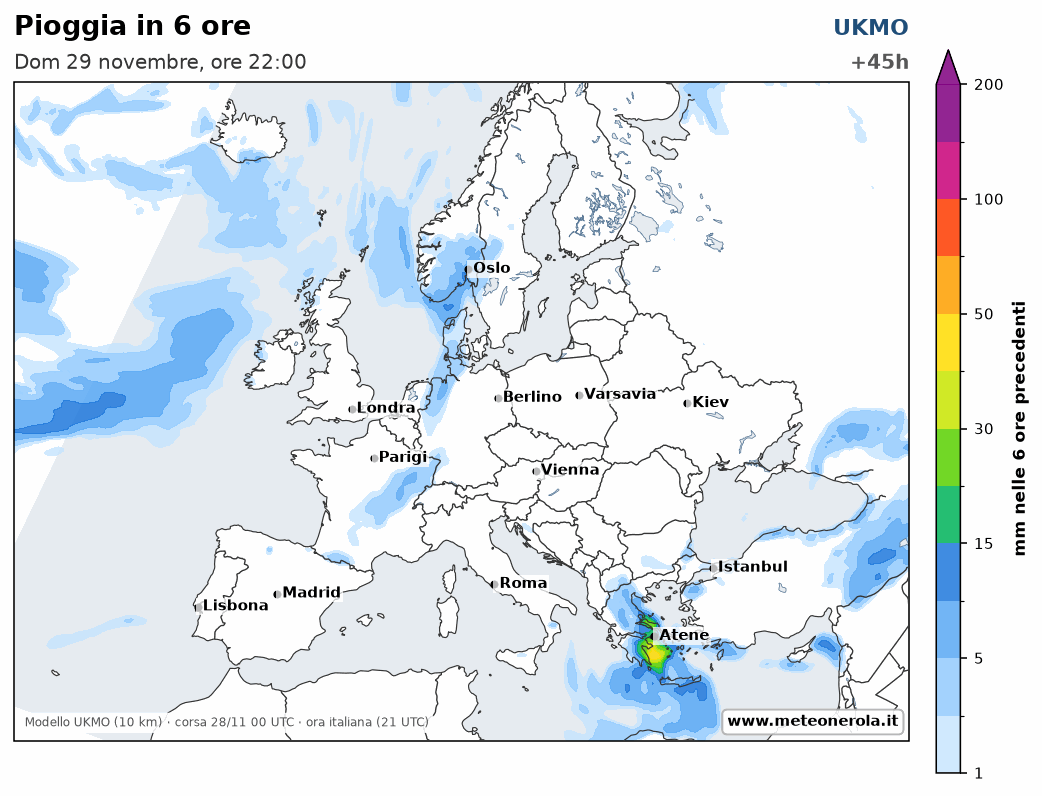 Pioggia in 6 ore
UKMO
Dom 29 novembre, ore 22:00
+45h
200
100
50
30
15
5
1
mm nelle 6 ore precedenti
Oslo
Berlino
Varsavia
Kiev
Londra
Parigi
Vienna
Istanbul
Roma
Madrid
Lisbona
Atene
Modello UKMO (10 km) · corsa 28/11 00 UTC · ora italiana (21 UTC)
www.meteonerola.it